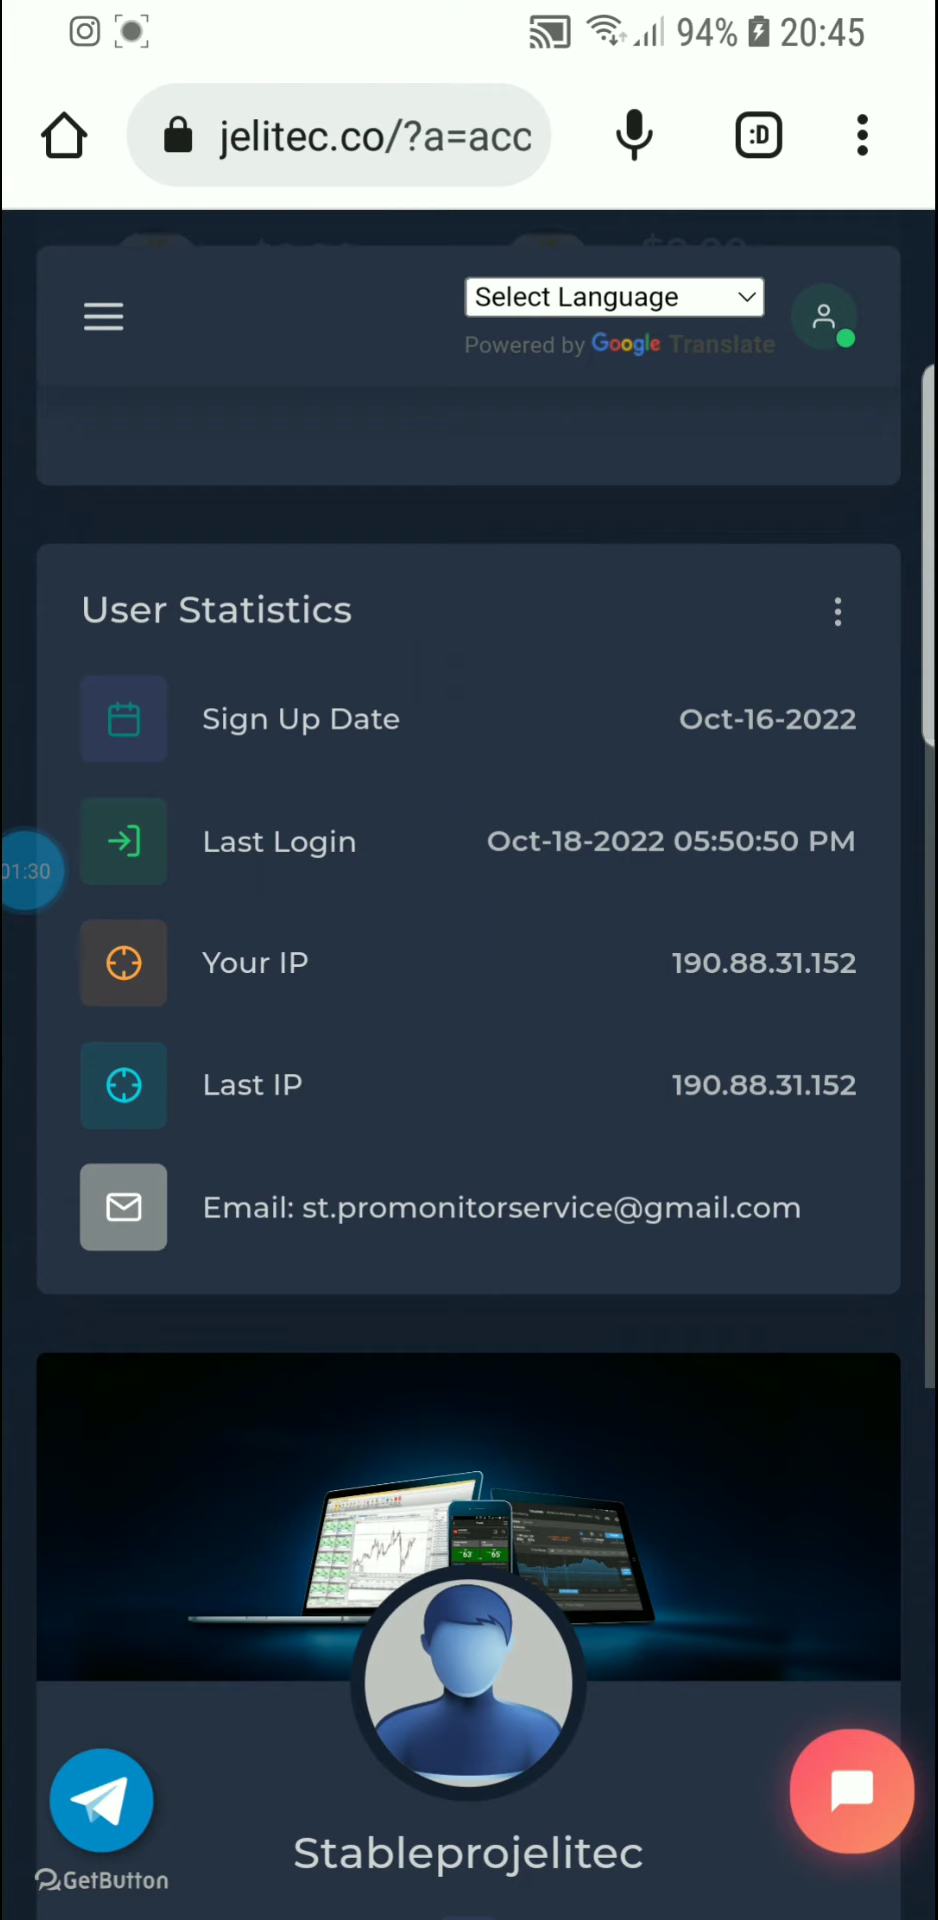 94% 20:45
jelitec.co/?a=acc
:D
Select Language
Powered by Google Translate
User Statistics
Sign Up Date Oct-16-2022
Last Login Oct-18-2022 05:50:50 PM
01:30
Your IP 190.88.31.152
Last IP 190.88.31.152
Email: st.promonitorservice@gmail.com
63 65
Stableprojelitec
GetButton